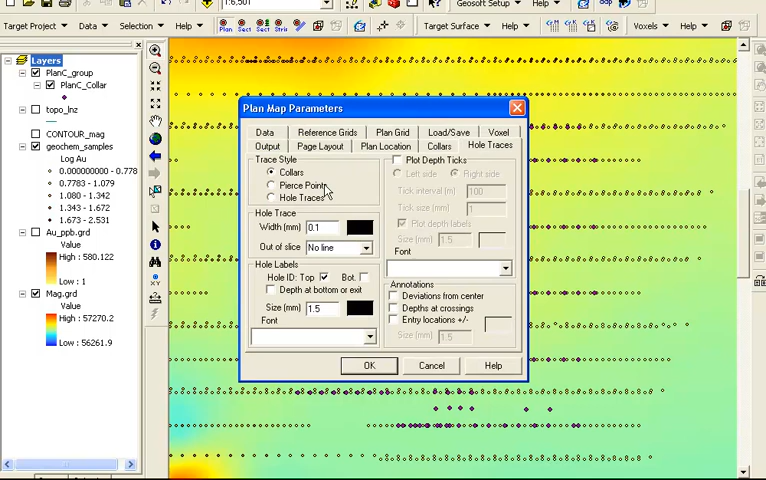 1:6,501
Geosoft Setup
Help
Target Project
Data
Selection
Help
Plan
Sect
Sect
Target Surface
Help
Voxels
Help
Layers
PlanC_group
PlanC_Collar
topo_lnz
CONTOUR_mag
geochem_samples
Log Au
0.00000000 - 0.778
0.7783 - 1.079
1.080 - 1.342
1.343 - 1.672
1.673 - 2.531
Au_ppb.grd
Value
High : 580.122
Low : 1
Mag.grd
Value
High : 57270.2
Low : 56261.9
Plan Map Parameters
Data
Reference Grids
Plan Grid
Load/Save
Voxel
Output
Page Layout
Plan Location
Collars
Hole Traces
Trace Style
Collars
Pierce Point
Hole Traces
Hole Trace
Width (mm)
0.1
Out of slice
No line
Hole Labels
Hole ID: Top
Bot.
Depth at bottom or exit
Size (mm)
1.5
Font
Plot Depth Ticks
Left side
Right side
Tick interval (m)
100
Tick size (mm)
1
Plot depth labels
Size (mm)
1.5
Font
Annotations
Deviations from center
Depths at crossings
Entry locations +/-
Size (mm)
1.5
OK
Cancel
Help